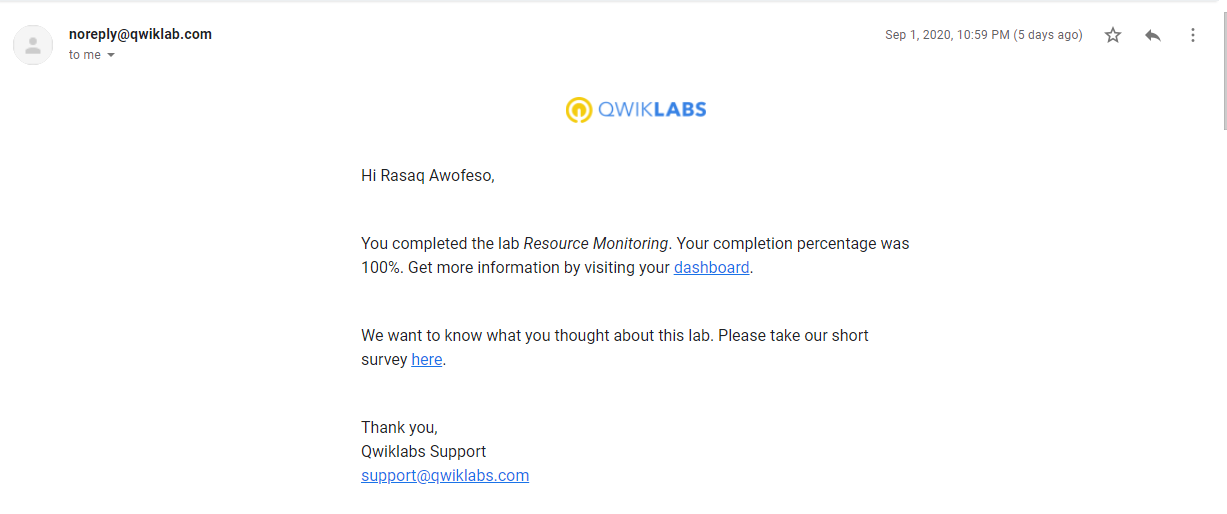 noreply@qwiklab.com
Sep 1, 2020, 10:59 PM (5 days ago)
to me
QWIKLABS
Hi Rasaq Awofeso,
You completed the lab Resource Monitoring. Your completion percentage was
100%. Get more information by visiting your dashboard.
We want to know what you thought about this lab. Please take our short
survey here.
Thank you,
Qwiklabs Support
support@qwiklabs.com